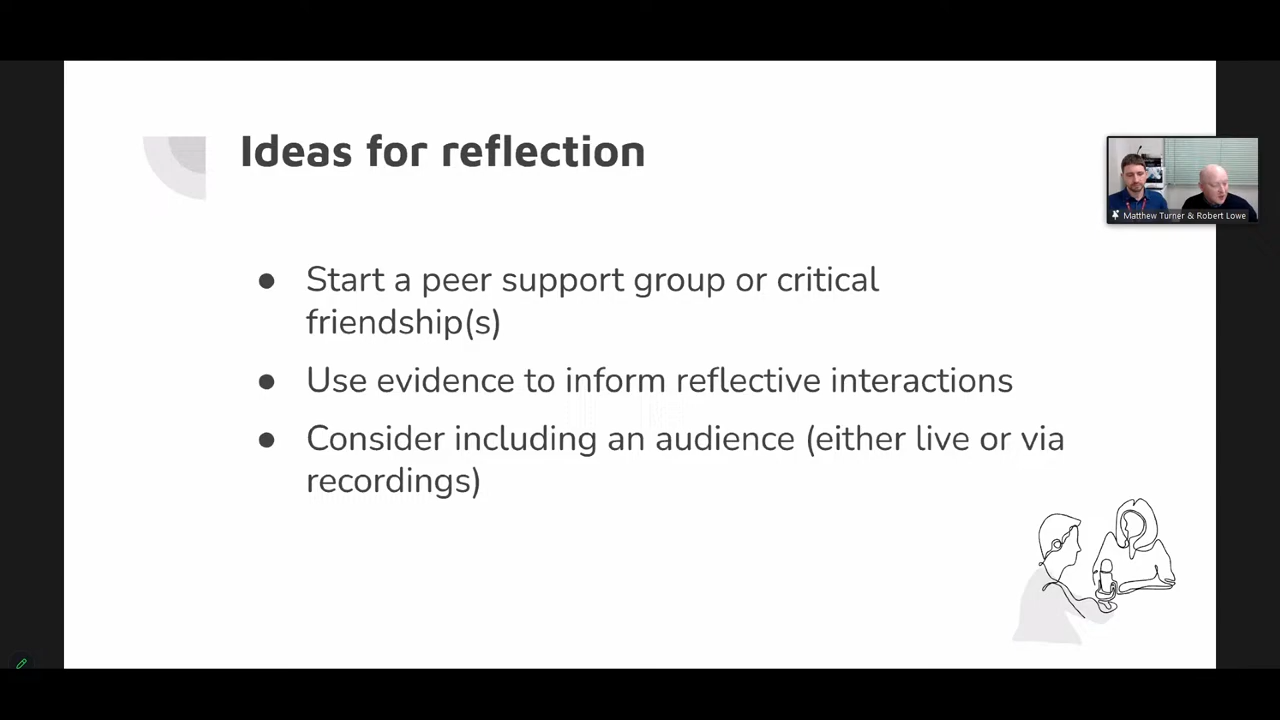 Ideas for reflection
Matthew Turner & Robert Lowe
● Start a peer support group or critical
friendship(s)
● Use evidence to inform reflective interactions
● Consider including an audience (either live or via
recordings)